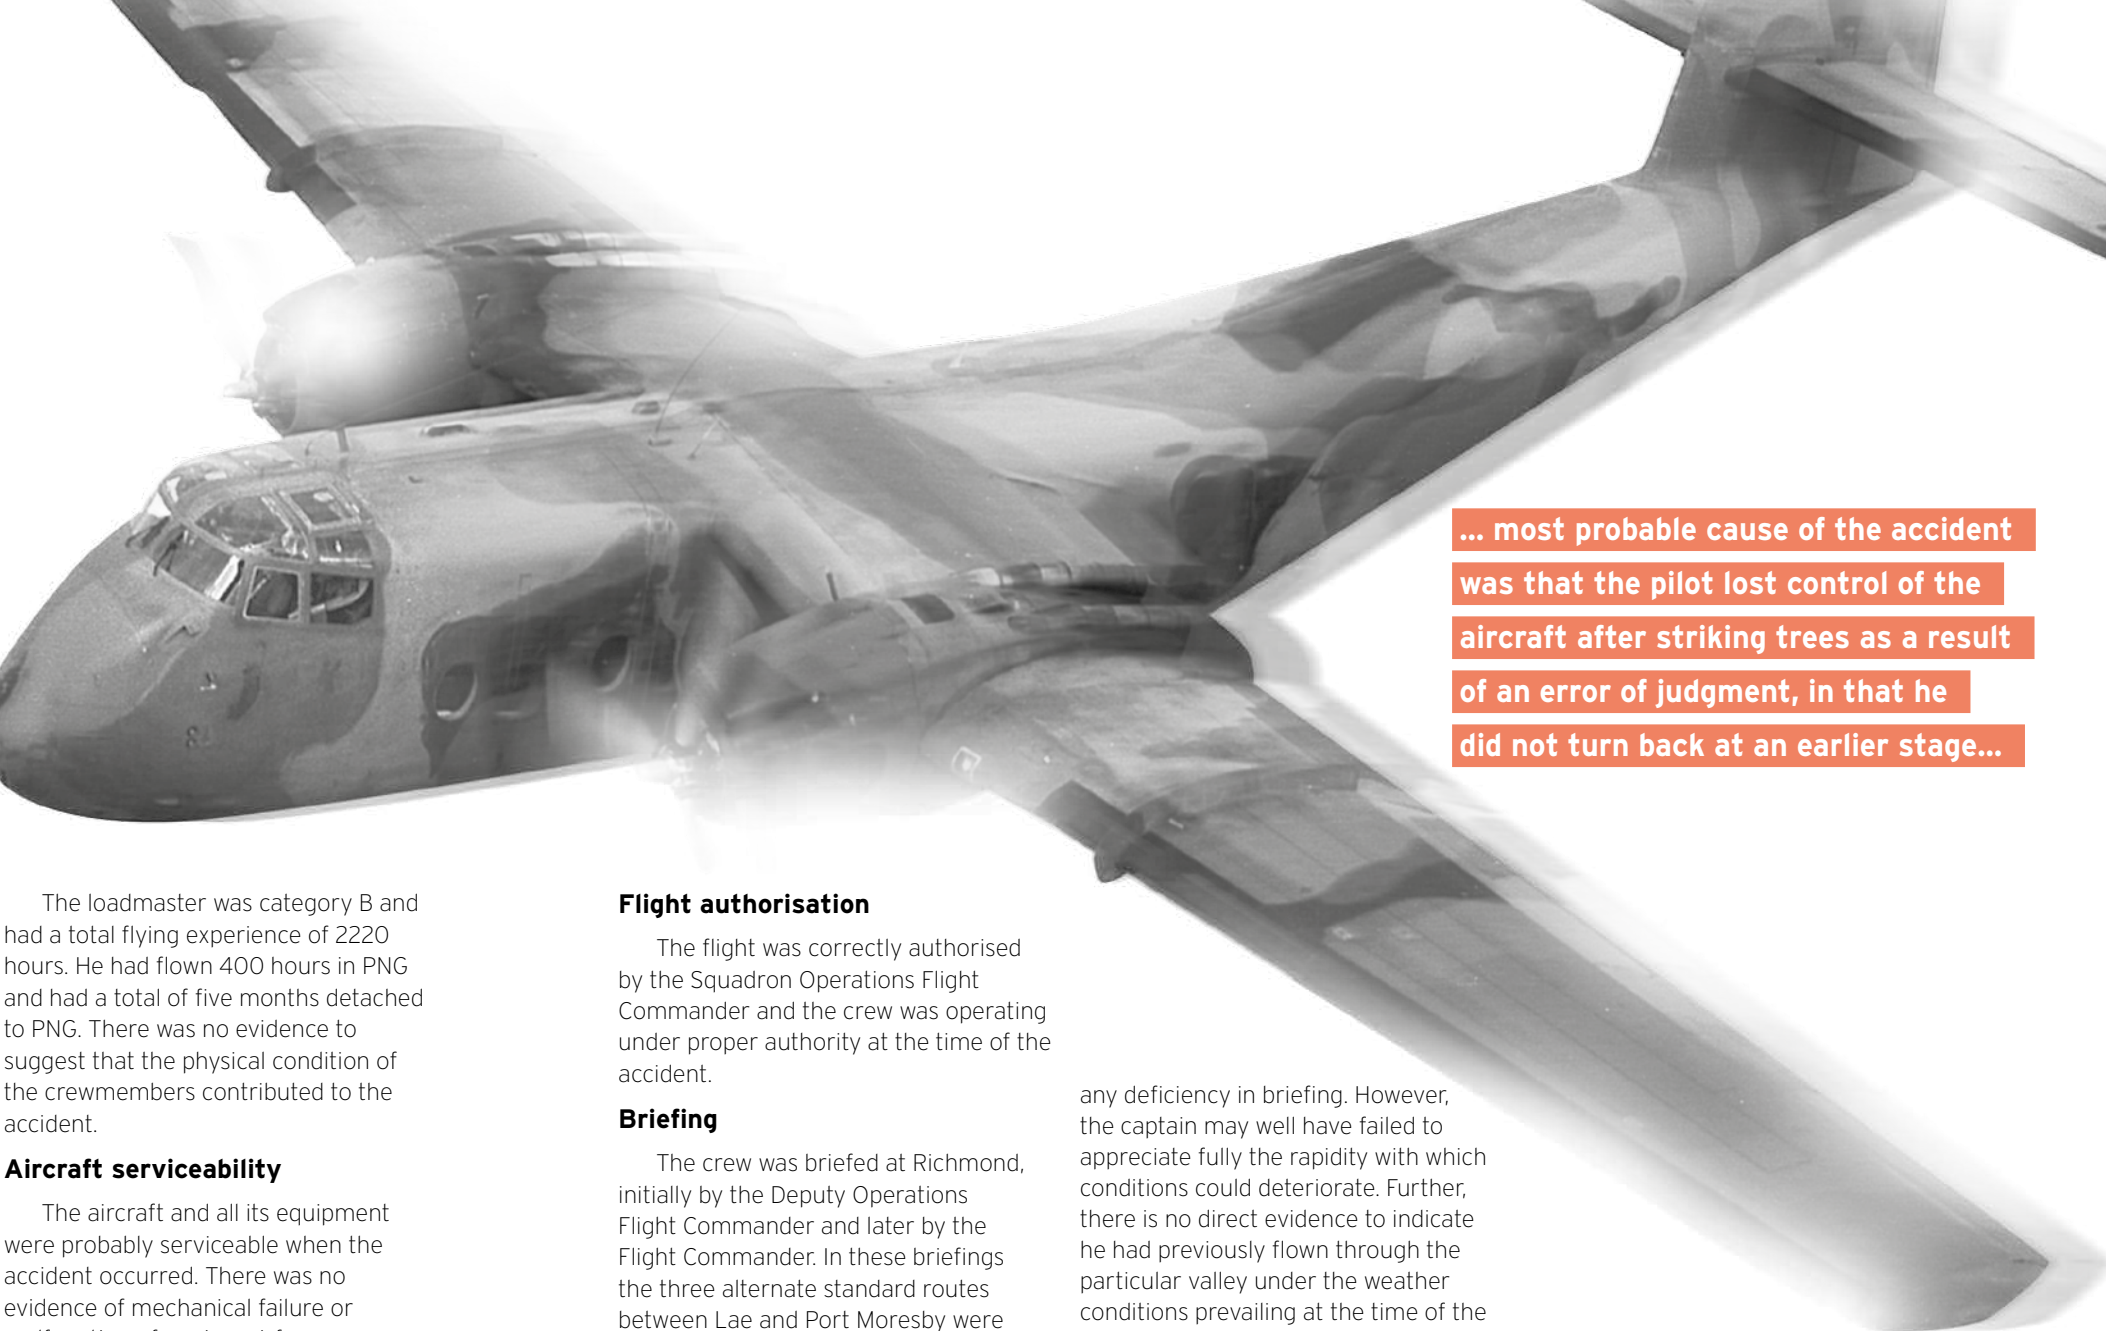 ... most probable cause of the accident
was that the pilot lost control of the
aircraft after striking trees as a result
of an error of judgment, in that he
did not turn back at an earlier stage...
The loadmaster was category B and
had a total flying experience of 2220
hours. He had flown 400 hours in PNG
and had a total of five months detached
to PNG. There was no evidence to
suggest that the physical condition of
the crewmembers contributed to the
accident.
Aircraft serviceability
The aircraft and all its equipment
were probably serviceable when the
accident occurred. There was no
evidence of mechanical failure or
Flight authorisation
The flight was correctly authorised
by the Squadron Operations Flight
Commander and the crew was operating
under proper authority at the time of the
accident.
Briefing
The crew was briefed at Richmond,
initially by the Deputy Operations
Flight Commander and later by the
Flight Commander. In these briefings
the three alternate standard routes
between Lae and Port Moresby were
any deficiency in briefing. However,
the captain may well have failed to
appreciate fully the rapidity with which
conditions could deteriorate. Further,
there is no direct evidence to indicate
he had previously flown through the
particular valley under the weather
conditions prevailing at the time of the